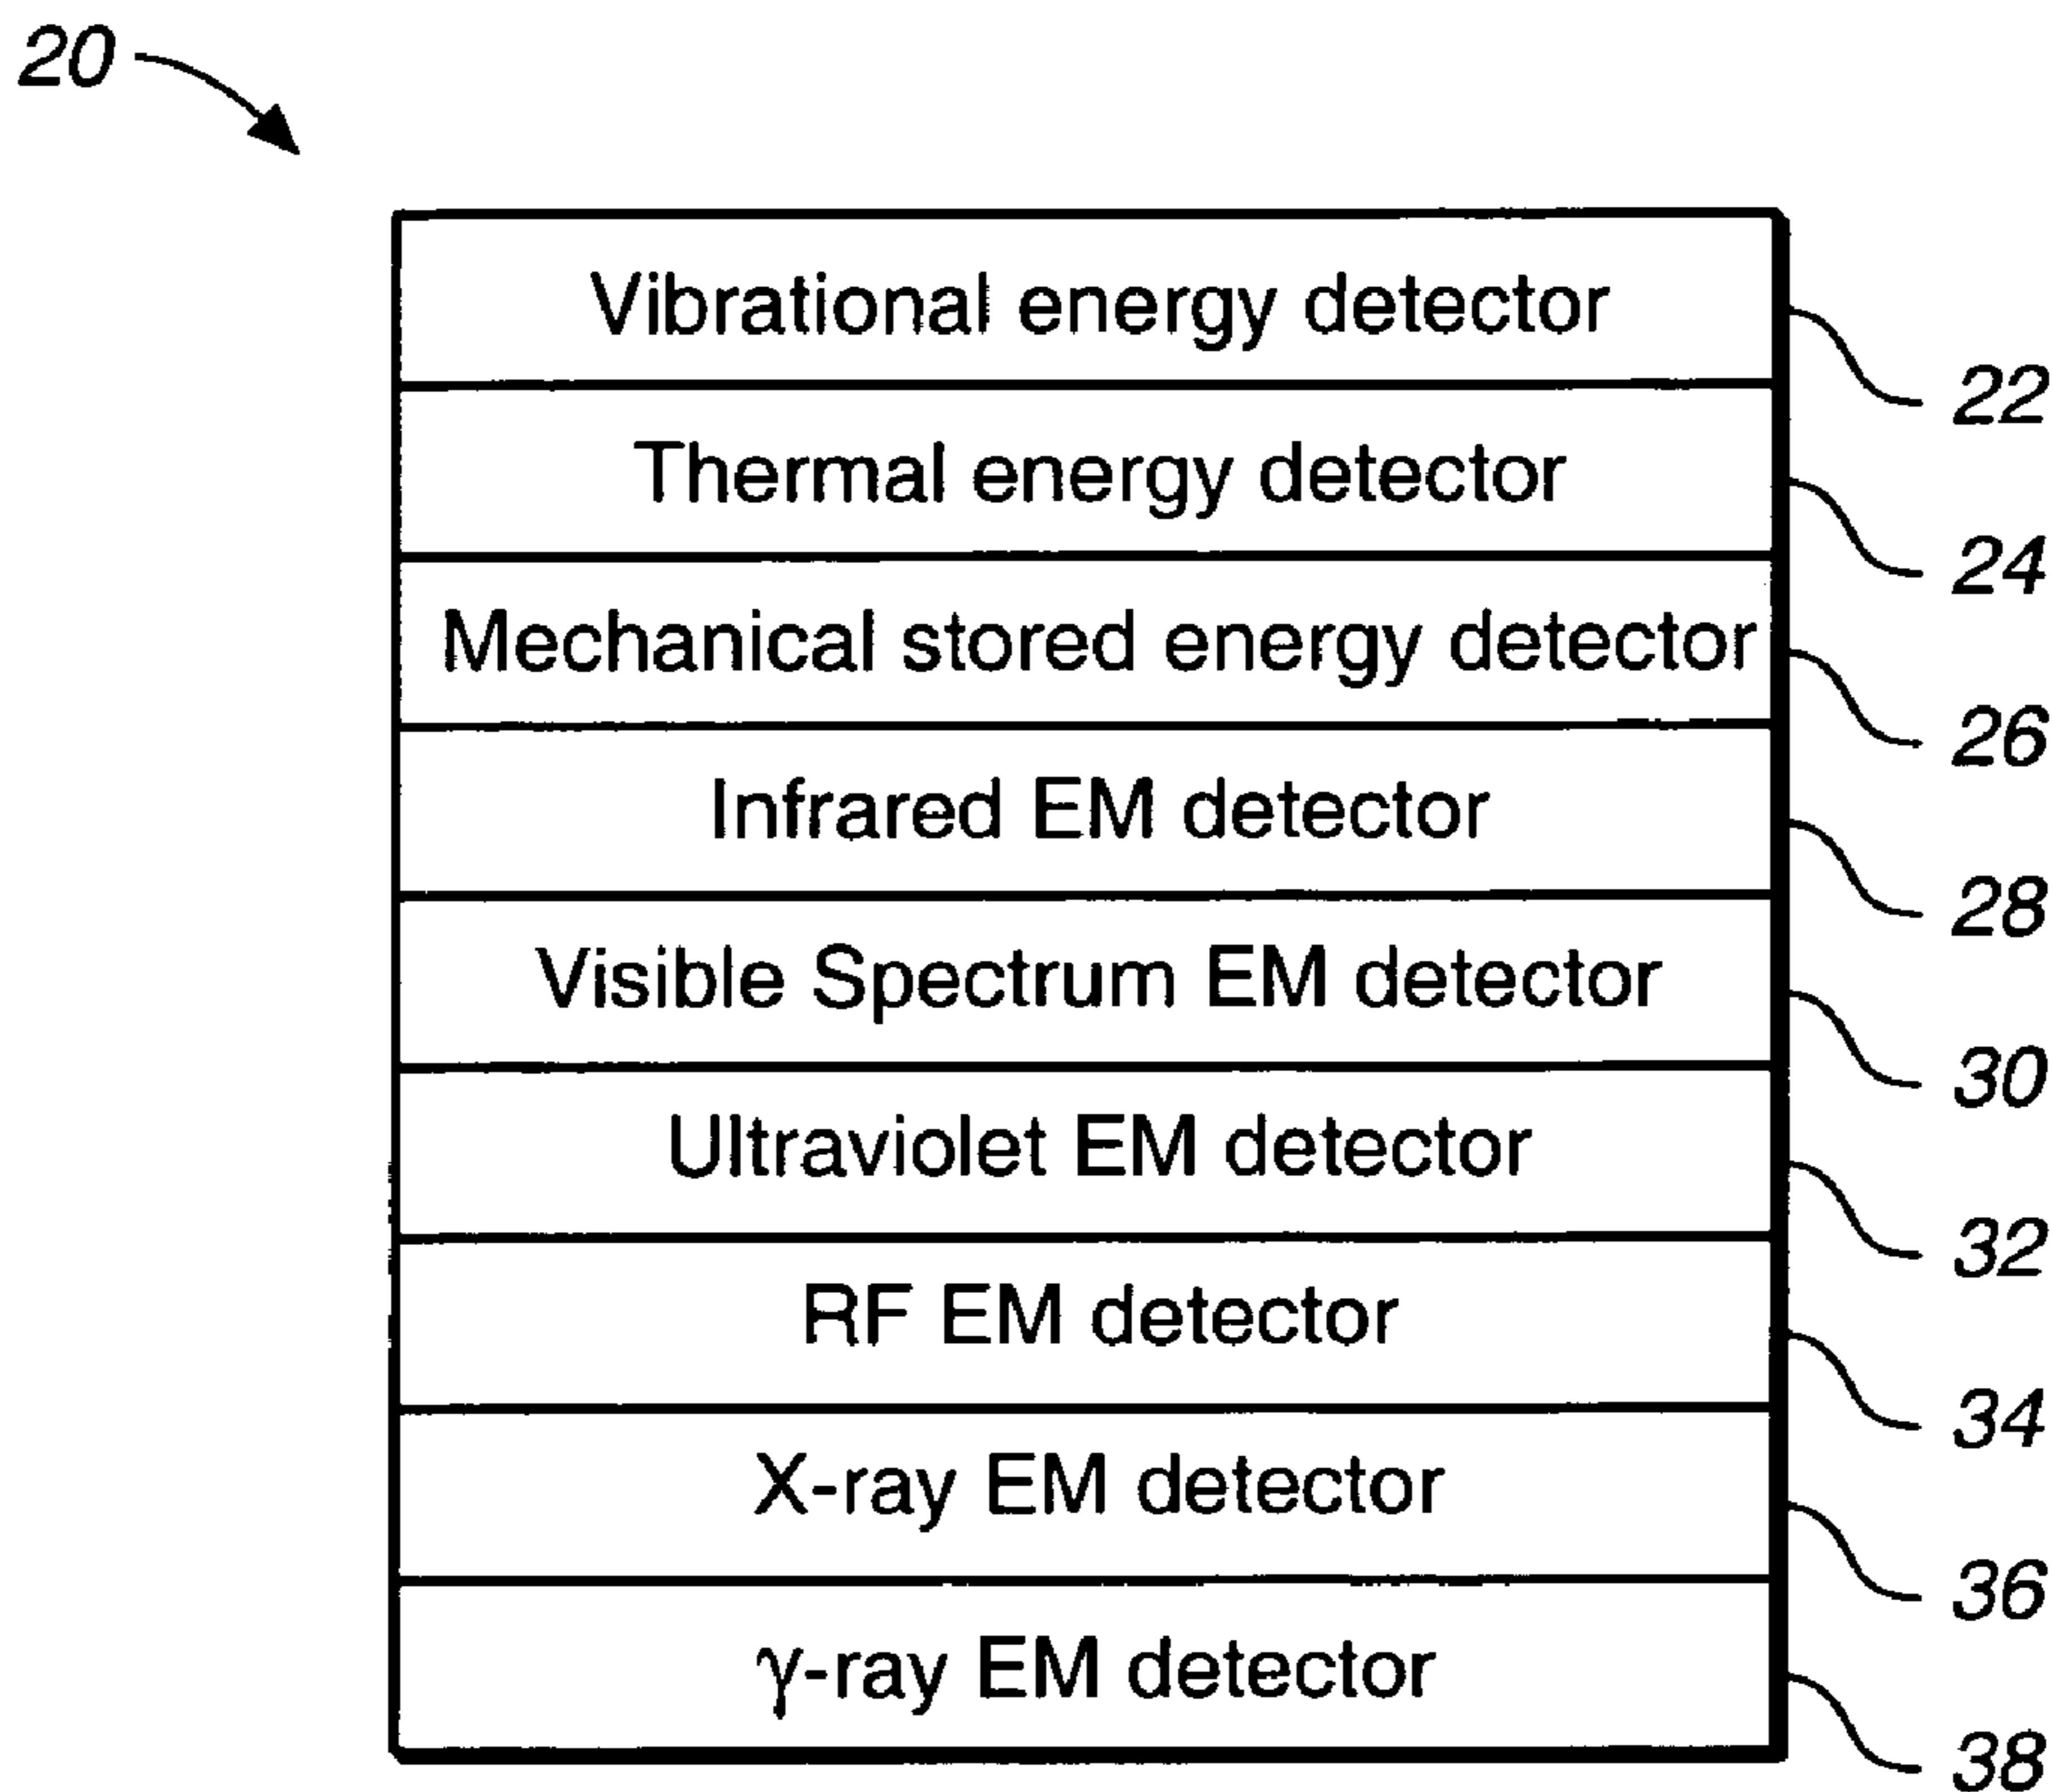 20
Vibrational energy detector
22
Thermal energy detector
24
Mechanical stored energy detector
26
Infrared EM detector
28
Visible Spectrum EM detector
30
Ultraviolet EM detector
32
RF EM detector
34
X-ray EM detector
36
γ-ray EM detector
38